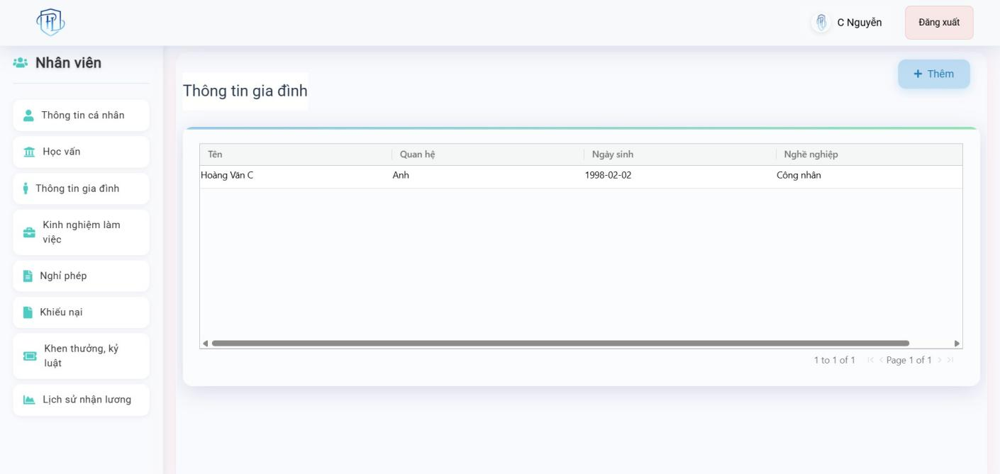 C Nguyễn
Đăng xuất
Nhân viên
Thông tin cá nhân
Học vấn
Thông tin gia đình
Kinh nghiệm làm
việc
Nghỉ phép
Khiếu nại
Khen thưởng, kỷ
luật
Lịch sử nhận lương
Thông tin gia đình
+ Thêm
Tên Quan hệ Ngày sinh Nghề nghiệp
Hoàng Văn C Anh 1998-02-02 Công nhân
1 to 1 of 1 Page 1 of 1